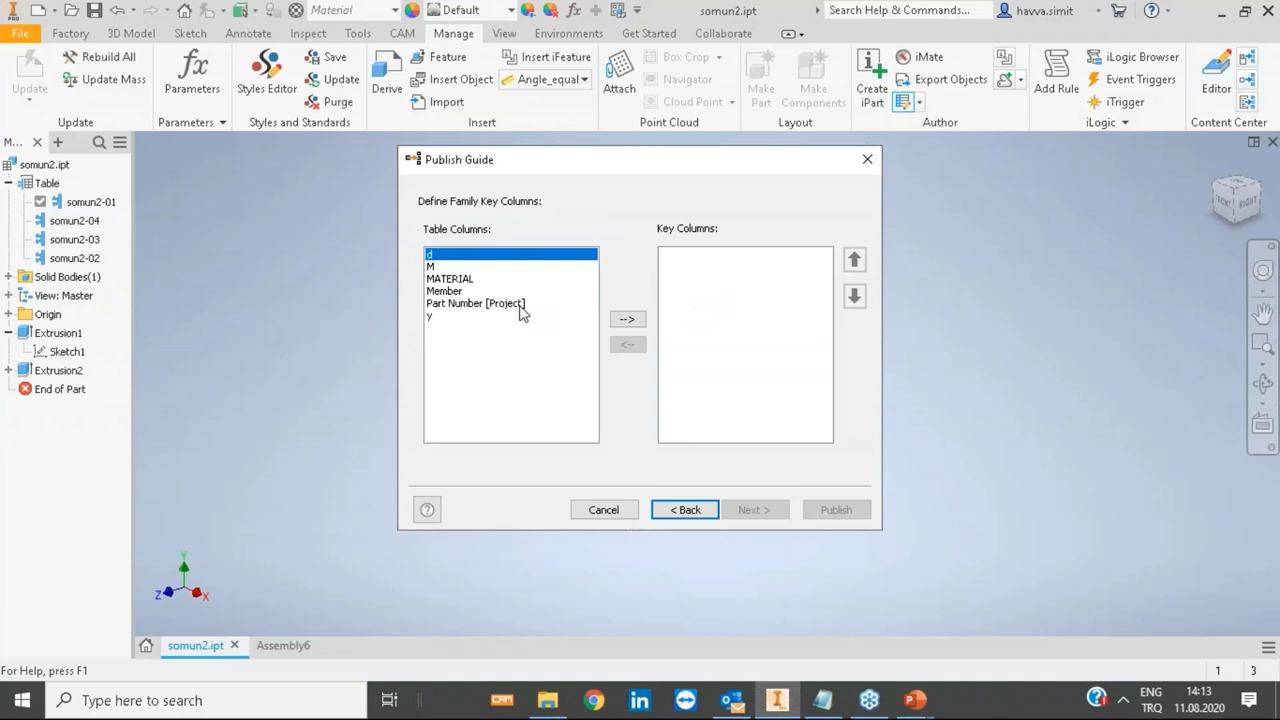 PRO
Material
Default
somun2.ipt
Search Help & Commands...
havva.simit
File
Factory
3D Model
Sketch
Annotate
Inspect
Tools
CAM
Manage
View
Environments
Get Started
Collaborate
Update
Rebuild All
Update Mass
Update
fx
Parameters
Parameters
Styles Editor
Save
Update
Purge
Styles and Standards
Derive
Feature
Insert Object
Import
Insert iFeature
Angle_equal
Insert
Attach
Box Crop
Navigator
Cloud Point
Point Cloud
Make
Part
Make
Components
Layout
Create
iPart
iMate
Export Objects
Author
Add Rule
iLogic Browser
Event Triggers
iTrigger
iLogic
Editor
Content Center
M...
somun2.ipt
Table
somun2-01
somun2-04
somun2-03
somun2-02
Solid Bodies(1)
View: Master
Origin
Extrusion1
Sketch1
Extrusion2
End of Part
Publish Guide
Define Family Key Columns:
Table Columns:
Key Columns:
d
M
MATERIAL
Member
Part Number [Project]
y
-->
<--
Cancel
< Back
Next >
Publish
FRONT
RIGHT
Y
Z
X
somun2.ipt
Assembly6
For Help, press F1
1
3
Type here to search
ENG
TRQ
14:13
11.08.2020